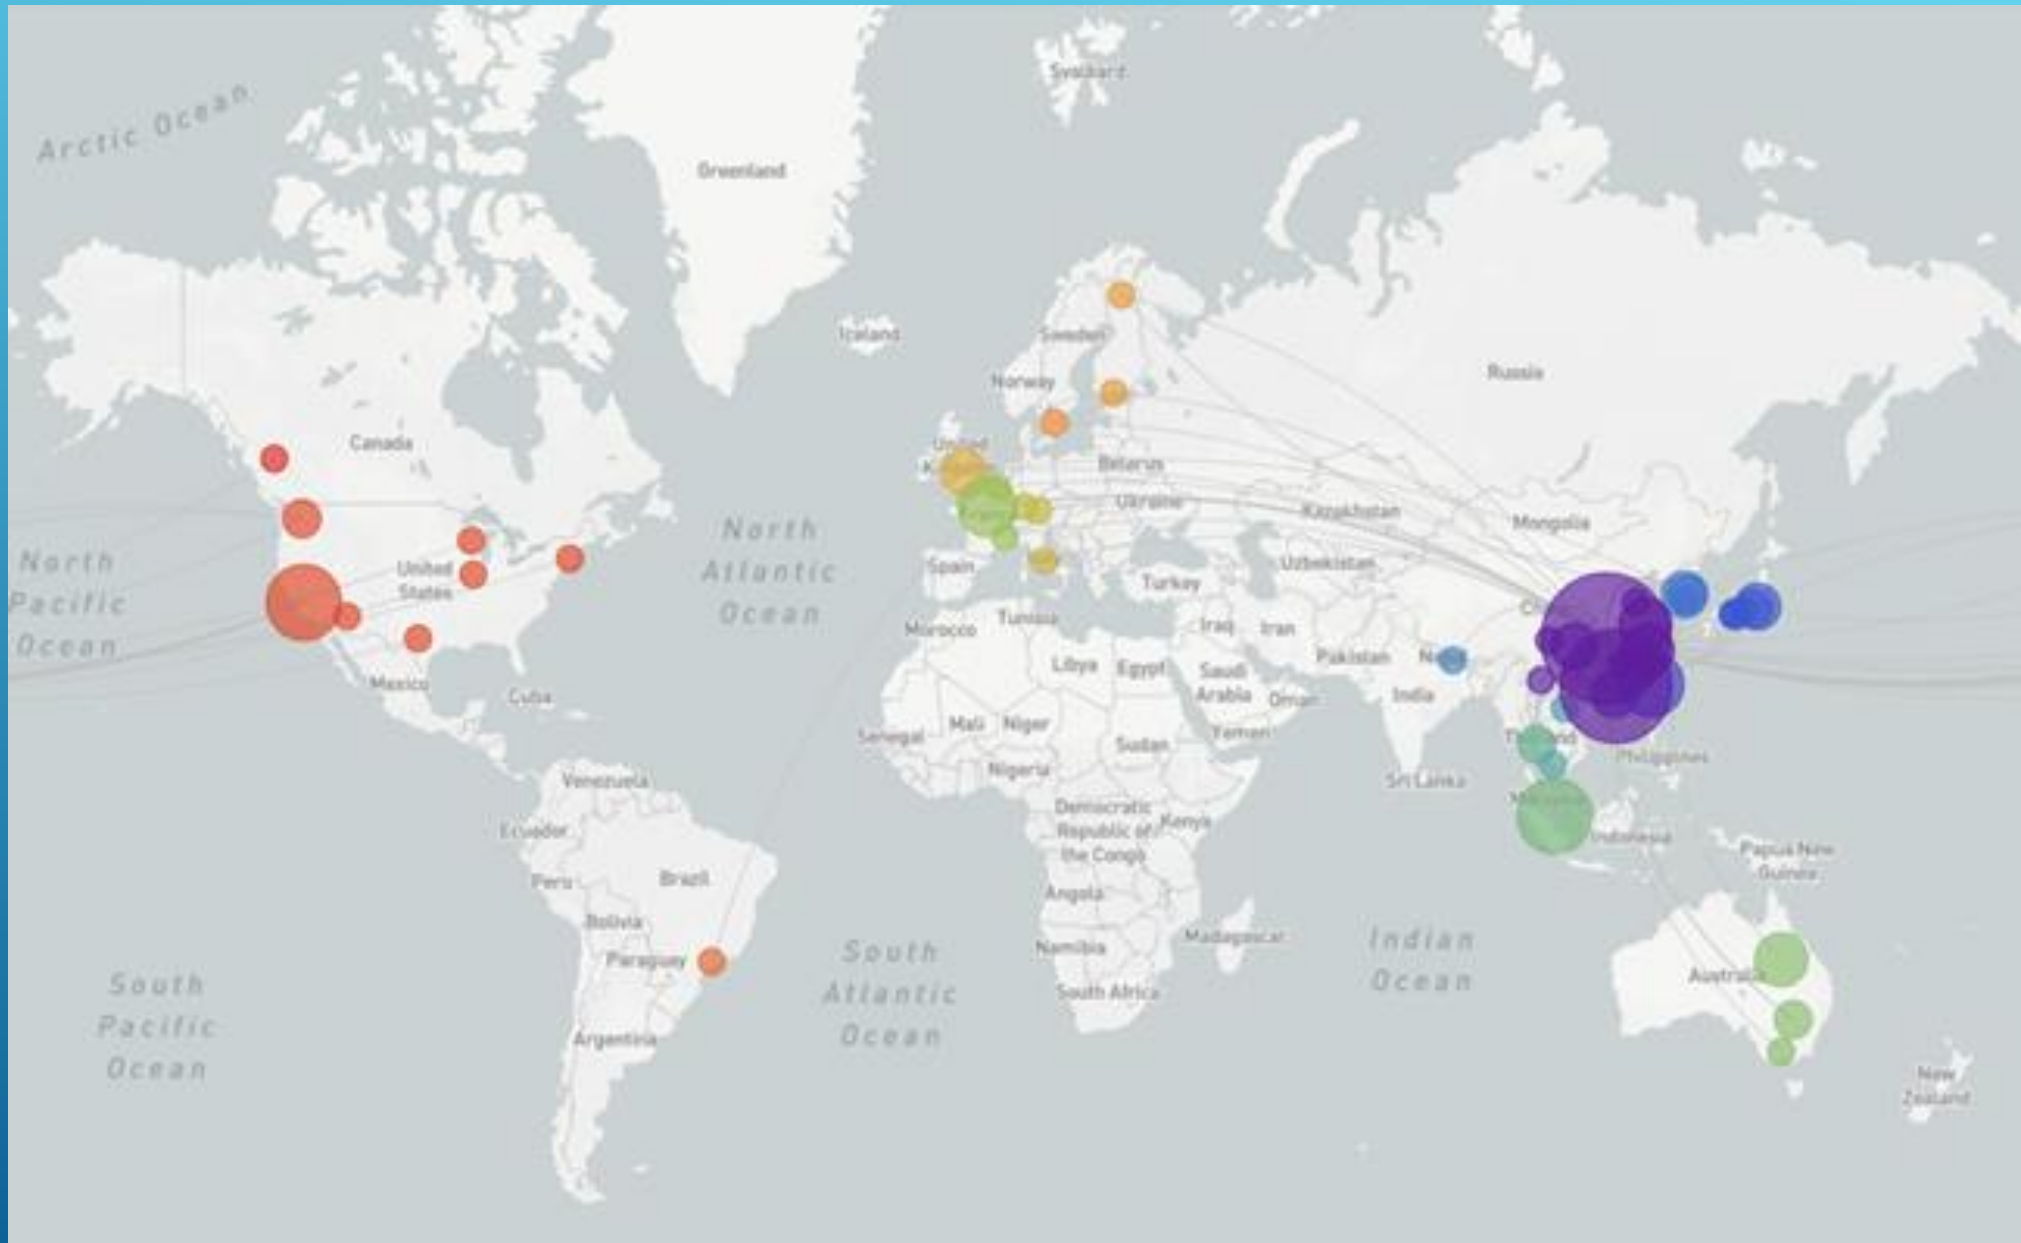 Svalbard
Arctic Ocean
Greenland
Iceland
Sweden
Russia
Norway
Canada
United
Belarus
Ukraine
Kazakhstan
Mongolia
North
Pacific
Ocean
North
Atlantic
Ocean
United
States
Spain
Uzbekistan
Turkey
Morocco
Tunisia
Iraq
Iran
Pakistan
Libya
Egypt
Saudi
Arabia
Oman
India
Mexico
Cuba
Senegal
Mali
Niger
Sudan
Yemen
Philippines
Nigeria
Sri Lanka
Venezuela
Ecuador
Democratic
Republic of
the Congo
Kenya
Indonesia
Papua New
Guinea
Peru
Brazil
Angola
Bolivia
Paraguay
Namibia
Madagascar
South
Atlantic
Ocean
Indian
Ocean
Australia
South Africa
South
Pacific
Ocean
Argentina
New
Zealand